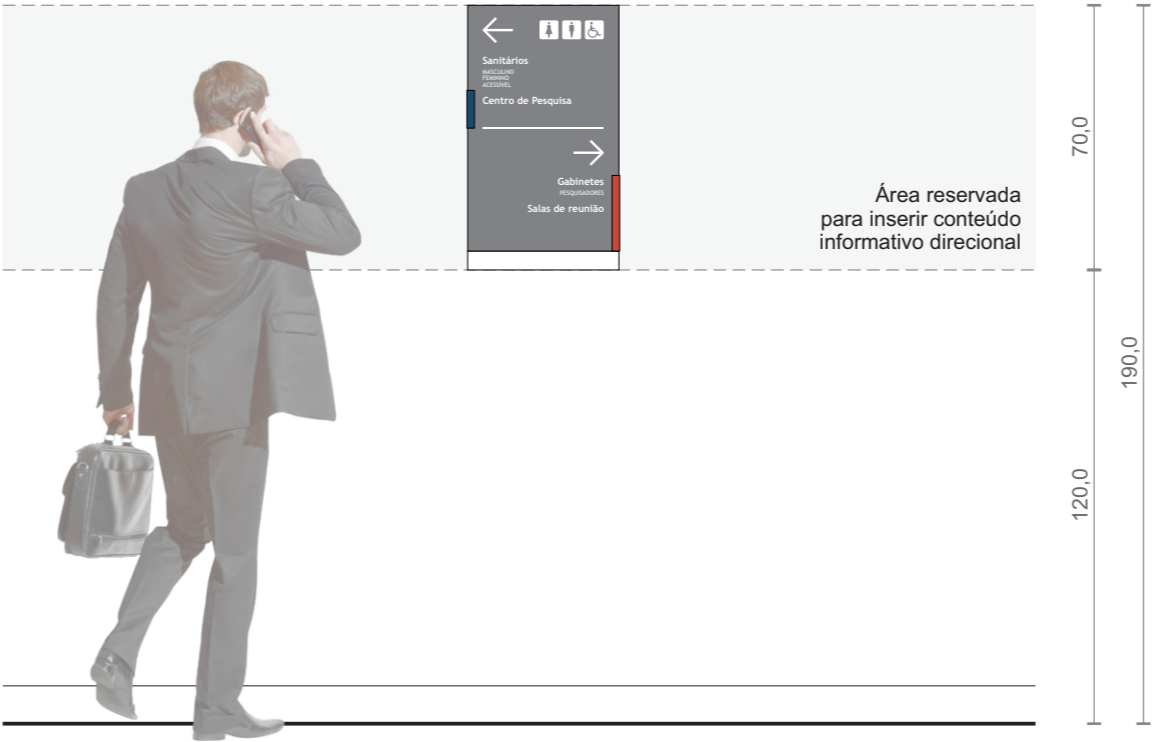 Sanitários
MASCULINO
FEMININO
ACESSÍVEL
Centro de Pesquisa
Gabinetes
PESQUISADORES
Salas de reunião
Área reservada
para inserir conteúdo
informativo direcional
70,0
190,0
120,0